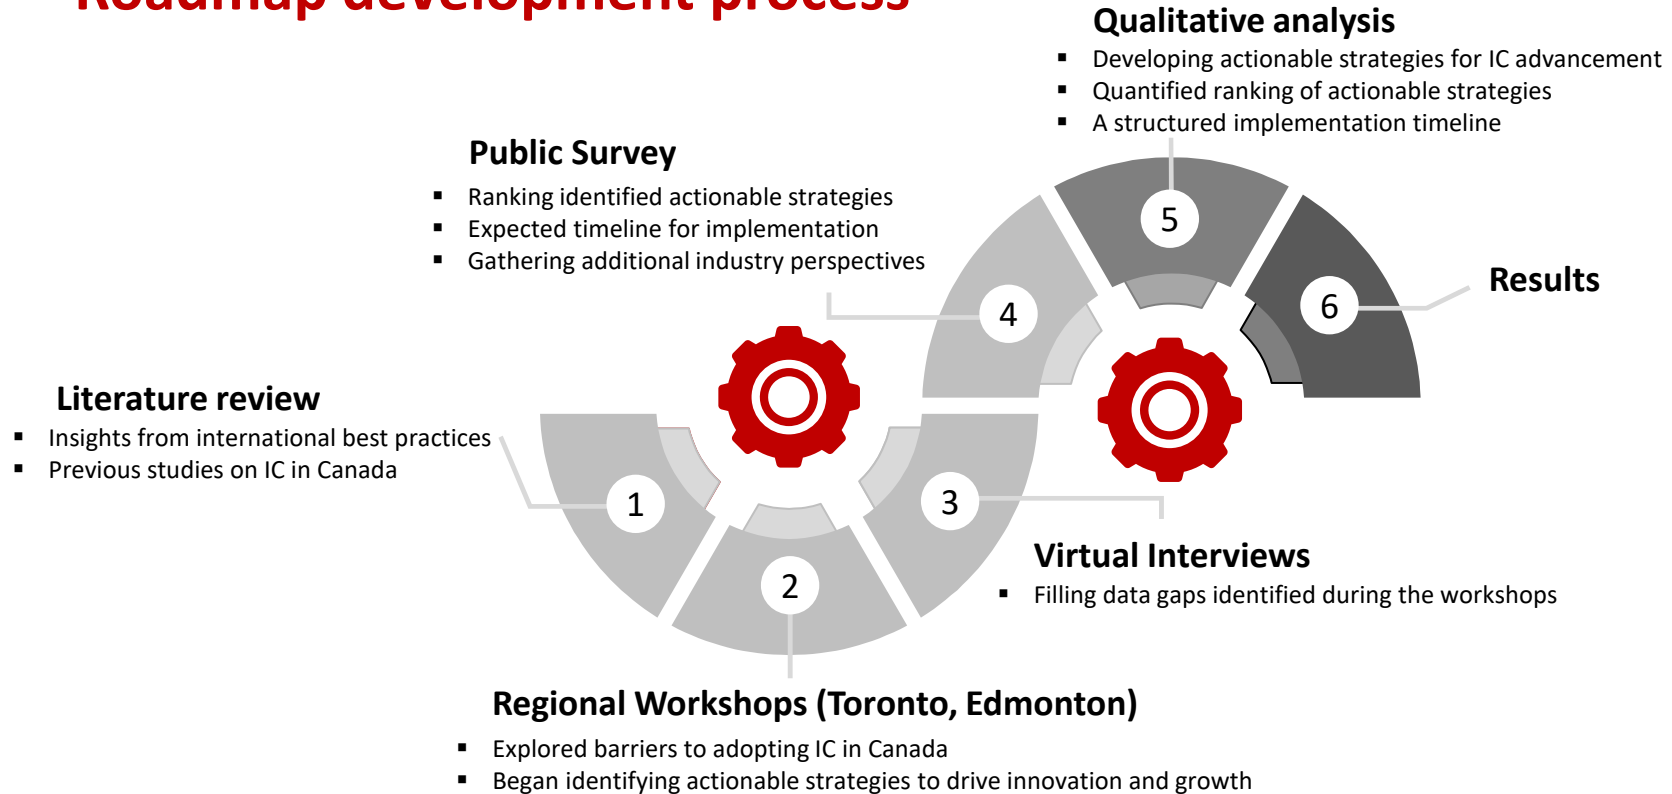 Roadmap development process
Qualitative analysis
▪ Developing actionable strategies for IC advancement
▪ Quantified ranking of actionable strategies
▪ A structured implementation timeline
Public Survey
▪ Ranking identified actionable strategies
▪ Expected timeline for implementation
▪ Gathering additional industry perspectives
5
6
Results
4
Literature review
▪ Insights from international best practices
▪ Previous studies on IC in Canada
1
3
2
Virtual Interviews
▪ Filling data gaps identified during the workshops
Regional Workshops (Toronto, Edmonton)
▪ Explored barriers to adopting IC in Canada
▪ Began identifying actionable strategies to drive innovation and growth